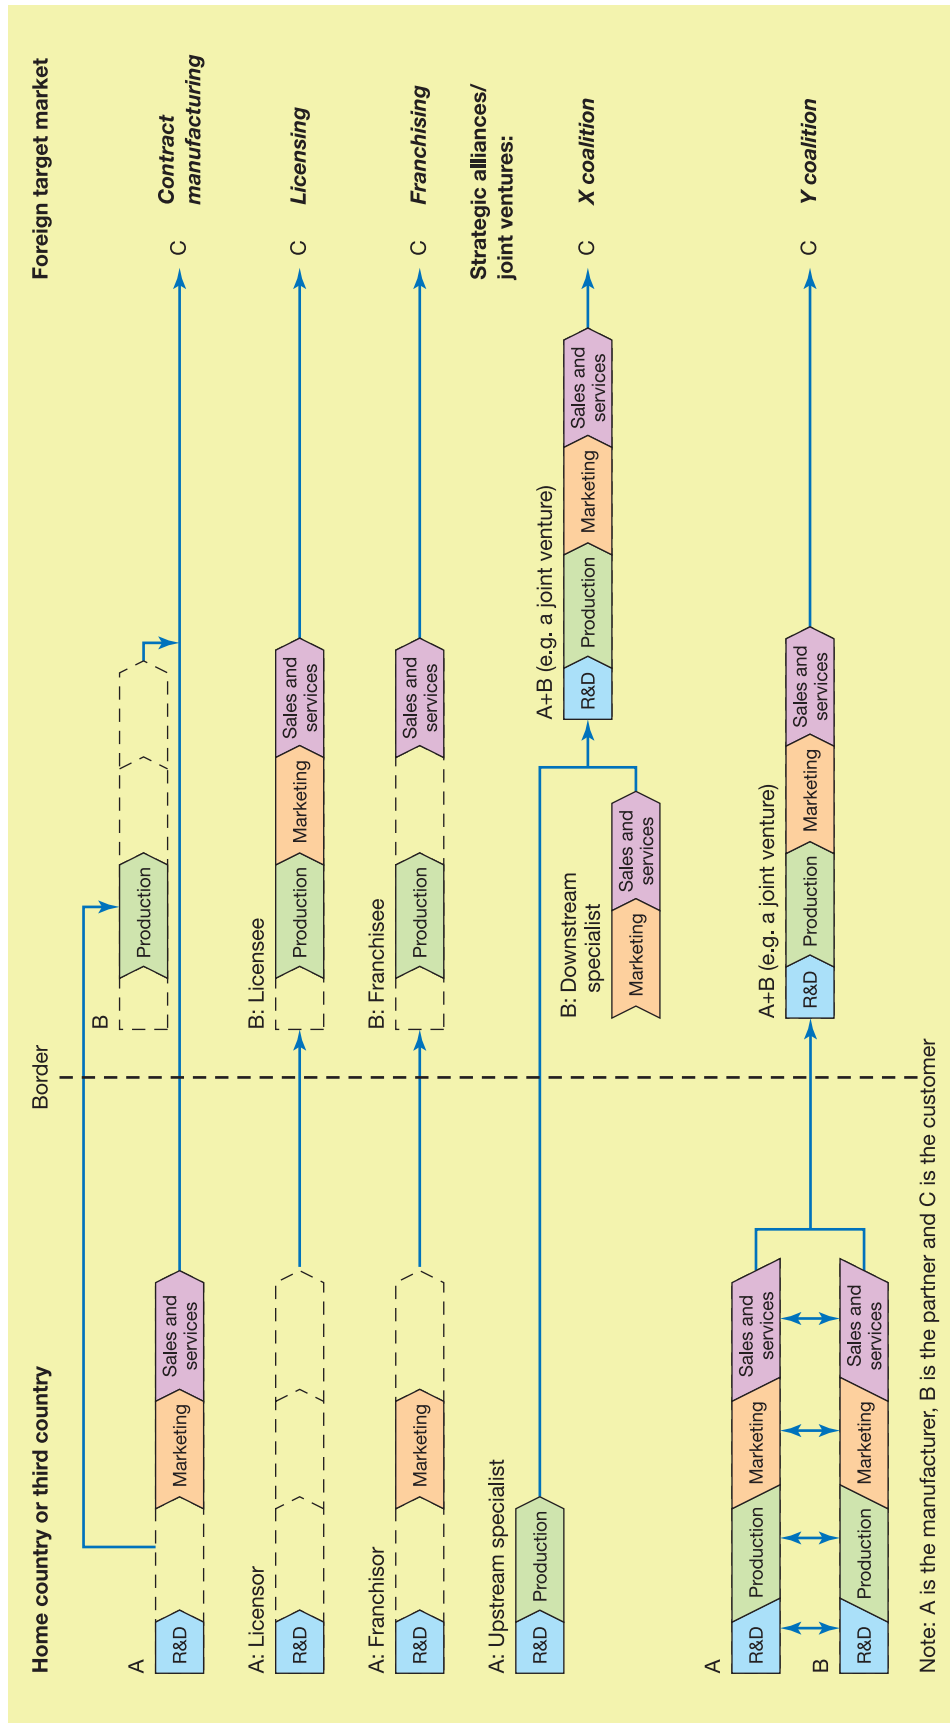 Home country or third country
Border
Foreign target market
A
R&D
Marketing
Sales and
services
B
Production
C
Contract
manufacturing
A: Licensor
R&D
B: Licensee
Production
Marketing
Sales and
services
C
Licensing
A: Franchisor
R&D
Marketing
B: Franchisee
Production
Sales and
services
C
Franchising
Strategic alliances/
joint ventures:
A: Upstream specialist
R&D
Production
B: Downstream
specialist
Marketing
Sales and
services
A+B (e.g. a joint venture)
R&D
Production
Marketing
Sales and
services
C
X coalition
A
R&D
Production
Marketing
Sales and
services
B
R&D
Production
Marketing
Sales and
services
A+B (e.g. a joint venture)
R&D
Production
Marketing
Sales and
services
C
Y coalition
Note: A is the manufacturer, B is the partner and C is the customer